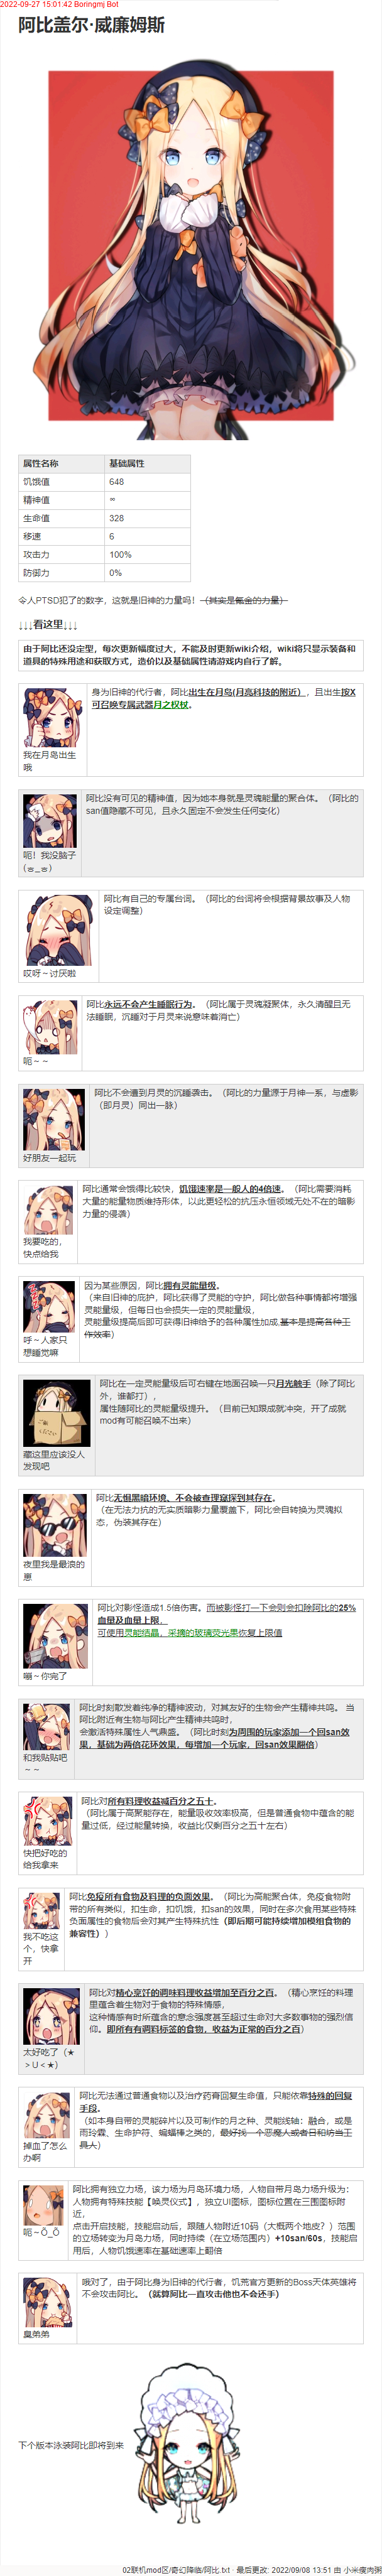 2022-09-27 15:01:42 Boringmj Bot
阿比盖尔·威廉姆斯
属性名称 基础属性
饥饿值 648
精神值 ∞
生命值 328
移速 6
攻击力 100%
防御力 0%
令人PTSD犯了的数字，这就是旧神的力量吗！（其实是氪金的力量）
↓↓↓看这里↓↓↓
由于阿比还没定型，每次更新幅度过大，不能及时更新wiki介绍，wiki将只显示装备和
道具的特殊用途和获取方式，造价以及基础属性请游戏内自行了解。
我在月岛出生
哦
身为旧神的代行者，阿比出生在月岛(月亮科技的附近），且出生按X
可召唤专属武器月之权杖。
呃！我没脑子
(ㅎ_ㅎ)
阿比没有可见的精神值，因为她本身就是灵魂能量的聚合体。（阿比的
san值隐藏不可见，且永久固定不会发生任何变化）
哎呀～讨厌啦
阿比有自己的专属台词。（阿比的台词将会根据背景故事及人物
设定调整）
呃～～
阿比永远不会产生睡眠行为。（阿比属于灵魂凝聚体，永久清醒且无
法睡眠，沉睡对于月灵来说意味着消亡）
好朋友一起玩
阿比不会遭到月灵的沉睡袭击。（阿比的力量源于月神一系，与虚影
（即月灵）同出一脉）
我要吃的，
快点给我
阿比通常会饿得比较快，饥饿速率是一般人的4倍速。（阿比需要消耗
大量的能量物质维持形体，以此更轻松的抗压永恒领域无处不在的暗影
力量的侵袭）
呼～人家只
想睡觉嘛
因为某些原因，阿比拥有灵能量级。
（来自旧神的庇护，阿比获得了灵能的守护，阿比做各种事情都将增强
灵能量级，但每日也会损失一定的灵能量级，
灵能量级提高后即可获得旧神给予的各种属性加成,基本是提高各种工
作效率）
藏这里应该没人
发现吧
阿比在一定灵能量级后可右键在地面召唤一只月光触手（除了阿比
外，谁都打），
属性随阿比的灵能量级提升。（目前已知跟成就冲突，开了成就
mod有可能召唤不出来）
夜里我是最浪的
崽
阿比无惧黑暗环境、不会被查理窥探到其存在。
（在无法力抗的无实质暗影力量覆盖下，阿比会自转换为灵魂拟
态，伪装其存在）
嘣～你完了
阿比对影怪造成1.5倍伤害。而被影怪打一下会则会扣除阿比的25%
血量及血量上限，
可使用灵能结晶、采摘的玻璃荧光果恢复上限值
和我贴贴吧
～～
阿比时刻散发着纯净的精神波动，对其友好的生物会产生精神共鸣。 当
阿比附近有生物与阿比产生精神共鸣时，
会激活特殊属性人气鼎盛。（阿比时刻为周围的玩家添加一个回san效
果，基础为两倍花环效果，每增加一个玩家，回san效果翻倍）
快把好吃的
给我拿来
阿比对所有料理收益减百分之五十。
（阿比属于高聚能存在，能量吸收效率极高，但是普通食物中蕴含的能
量过低，经过能量转换，收益比仅剩百分之五十左右）
我不吃这
个，快拿
开
阿比免疫所有食物及料理的负面效果。（阿比为高能聚合体，免疫食物附
带的所有类似，扣生命，扣饥饿，扣san的效果，同时在多次食用某些特殊
负面属性的食物后会对其产生特殊抗性（即后期可能持续增加模组食物的
兼容性））
太好吃了（★
＞U＜★）
阿比对精心烹饪的调味料理收益增加至百分之百。（精心烹饪的料理
里蕴含着生物对于食物的特殊情感，
这种情感有时所蕴含的意念强度甚至超过生命对大多数事物的强烈信
仰。即所有有调料标签的食物，收益为正常的百分之百）
掉血了怎么
办啊
阿比无法通过普通食物以及治疗药膏回复生命值，只能依靠特殊的回复
手段。
（如本身自带的灵能碎片以及可制作的月之种、灵能线轴：融合，或是
雨玲霖、生命护符、蝙蝠棒之类的，最好找一个恶魔人或者日和坊当工
具人）
呃～Ŏ_Ŏ
阿比拥有独立力场，该力场为月岛环境力场，人物自带月岛力场升级为：
人物拥有特殊技能【唤灵仪式】，独立UI图标，图标位置在三围图标附
近，
点击开启技能，技能启动后，跟随人物附近10码（大概两个地皮？）范围
的立场转变为月岛力场，同时持续（在立场范围内）+10san/60s，技能启
用后，人物饥饿速率在基础速率上翻倍
臭弟弟
哦对了，由于阿比身为旧神的代行者，饥荒官方更新的Boss天体英雄将
不会攻击阿比。（就算阿比一直攻击他也不会还手）
下个版本泳装阿比即将到来
02联机mod区/奇幻降临/阿比.txt · 最后更改: 2022/09/08 13:51 由 小米瘦肉粥